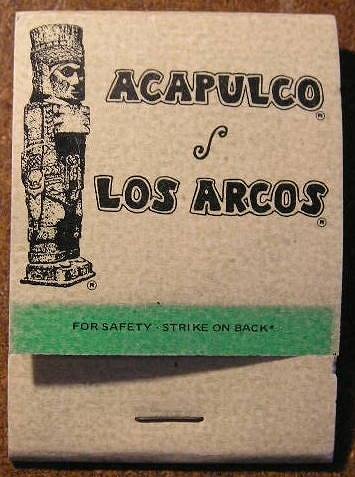 ACAPULCO®
y
LOS ARCOS®
®
FOR SAFETY - STRIKE ON BACK*